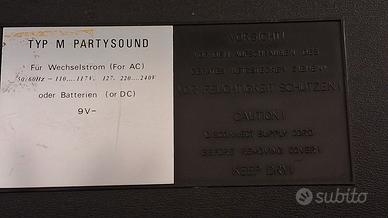 TYP M PARTYSOUND
Für Wechselstrom (For AC)
50/60Hz - 110....117V, 127, 220....240V
oder Batterien (or DC)
9V-
VORSICHT!
VOR FEUCHTIGKEIT SCHÜTZEN!
CAUTION!
DISCONNECT SUPPLY CORD
BEFORE REMOVING COVER!
KEEP DRY!
subito